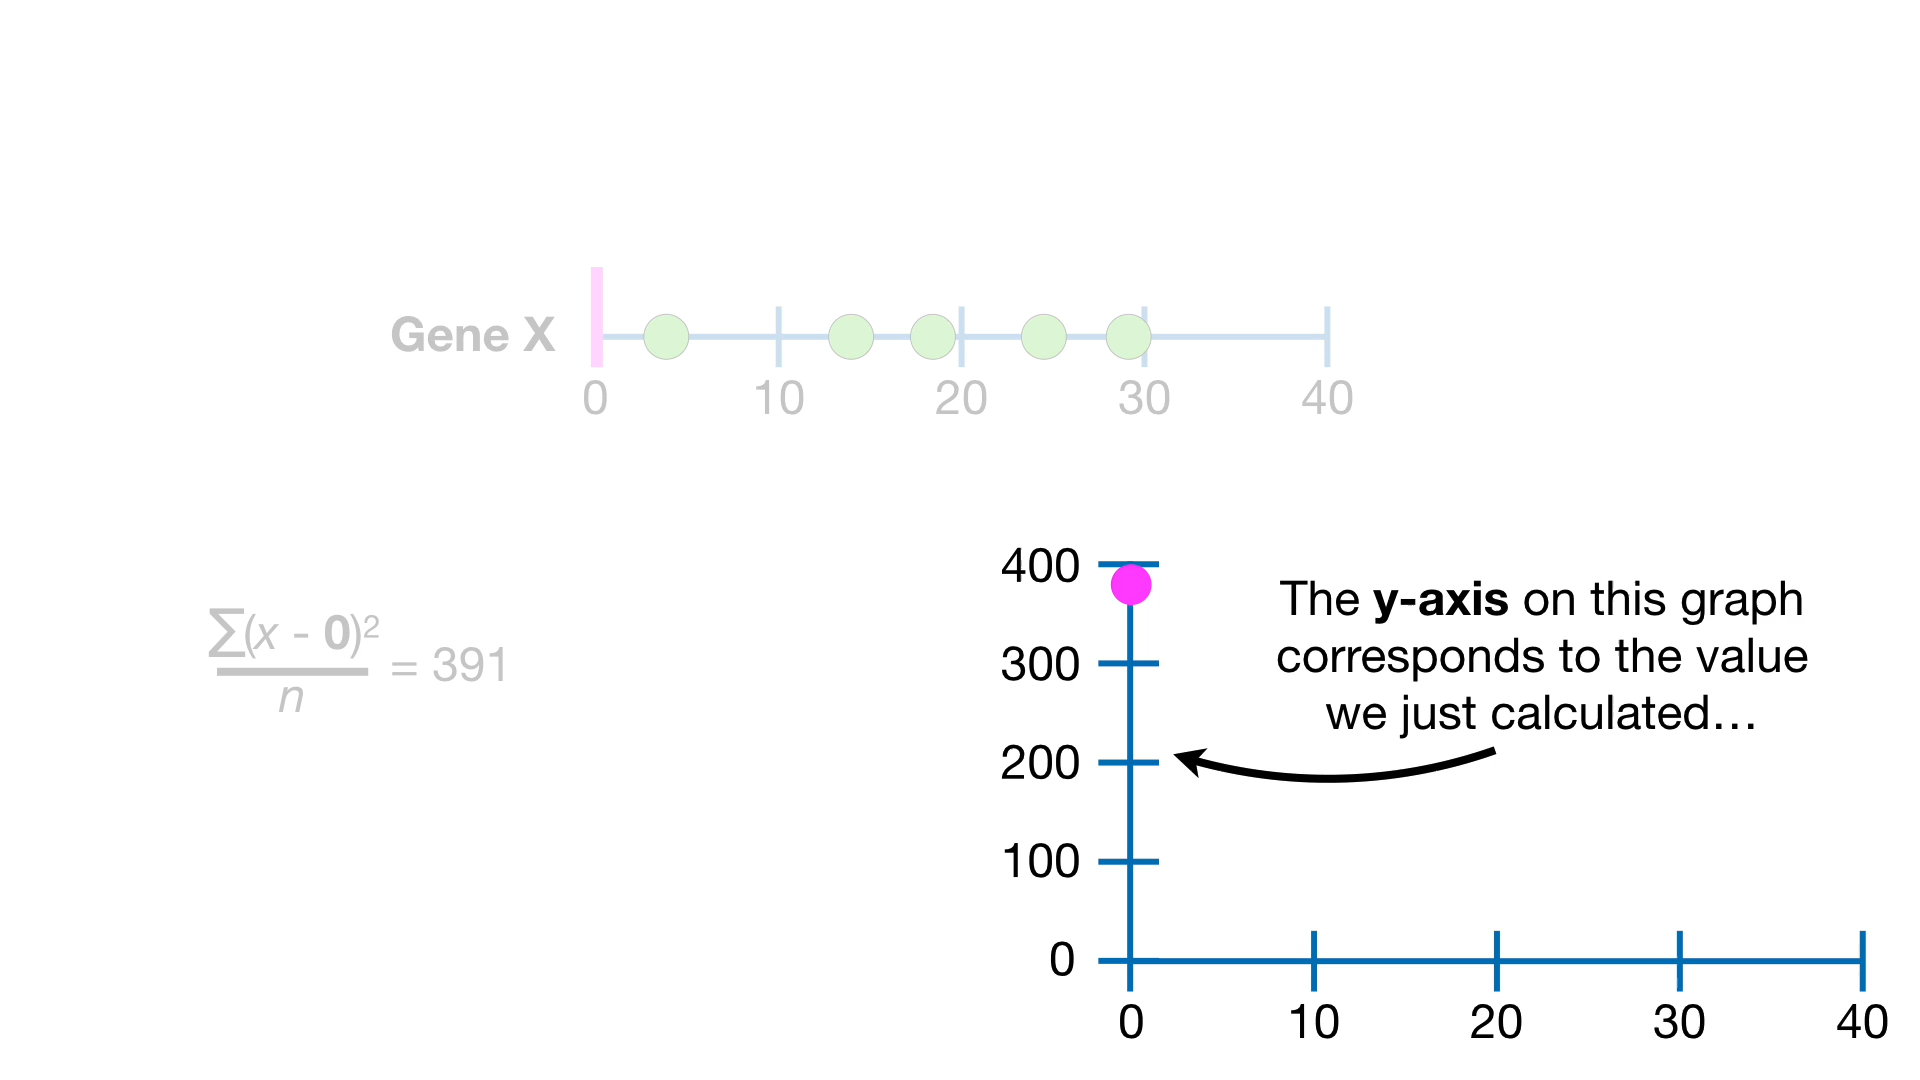 Gene X
0 10 20 30 40
∑(x - 0)²
n
= 391
The y-axis on this graph
corresponds to the value
we just calculated…
400
300
200
100
0
0 10 20 30 40